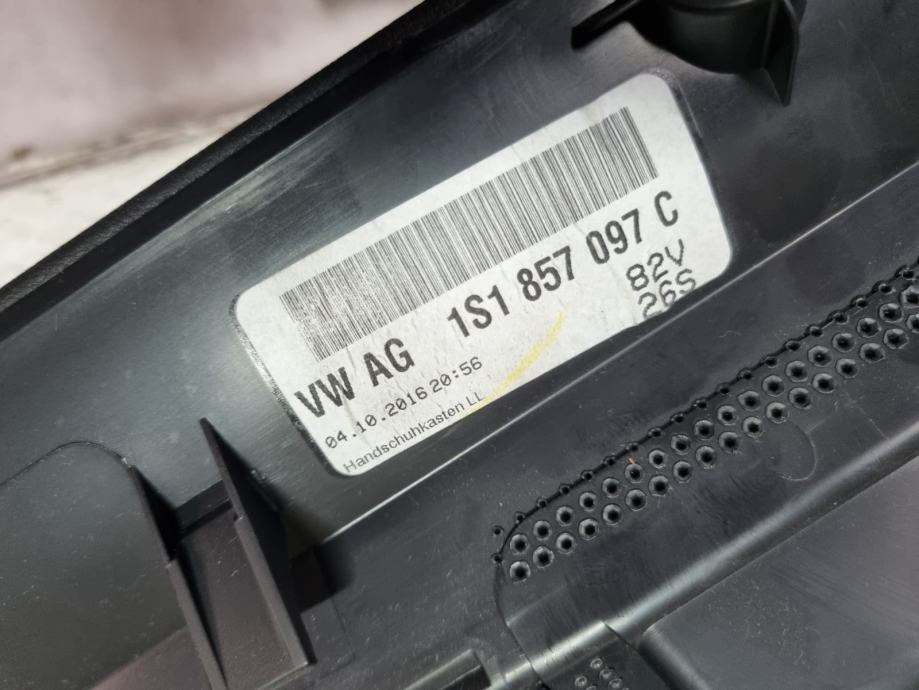 VW AG 1S1 857 097 C
04.10.2016 20:56
82V
Handschuhkasten LL
26S